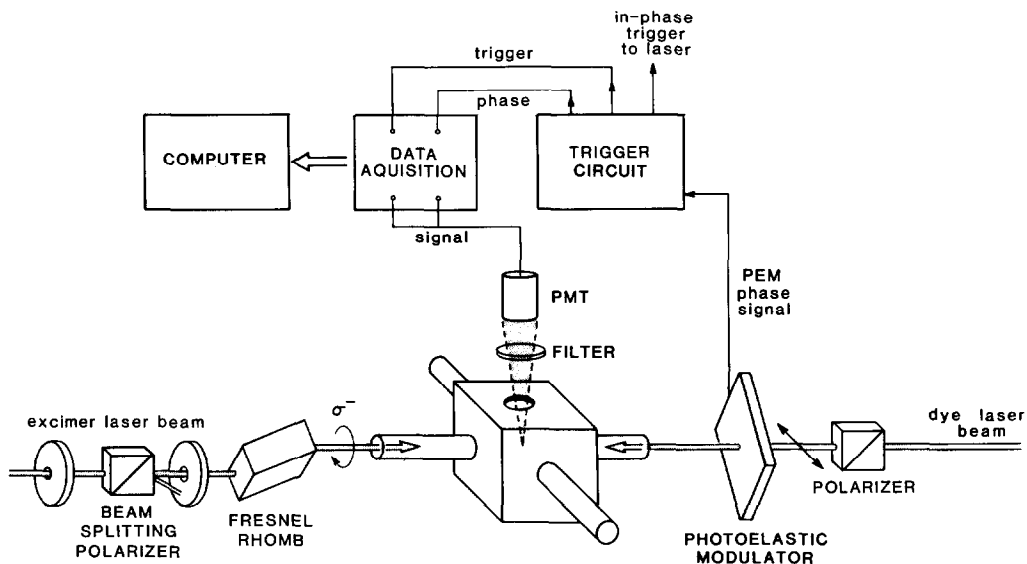 in-phase
trigger
to laser
trigger
phase
COMPUTER
DATA
AQUISITION
TRIGGER
CIRCUIT
signal
PMT
PEM
phase
signal
FILTER
excimer laser beam
σ⁻
dye laser
beam
POLARIZER
BEAM
SPLITTING
POLARIZER
FRESNEL
RHOMB
PHOTOELASTIC
MODULATOR